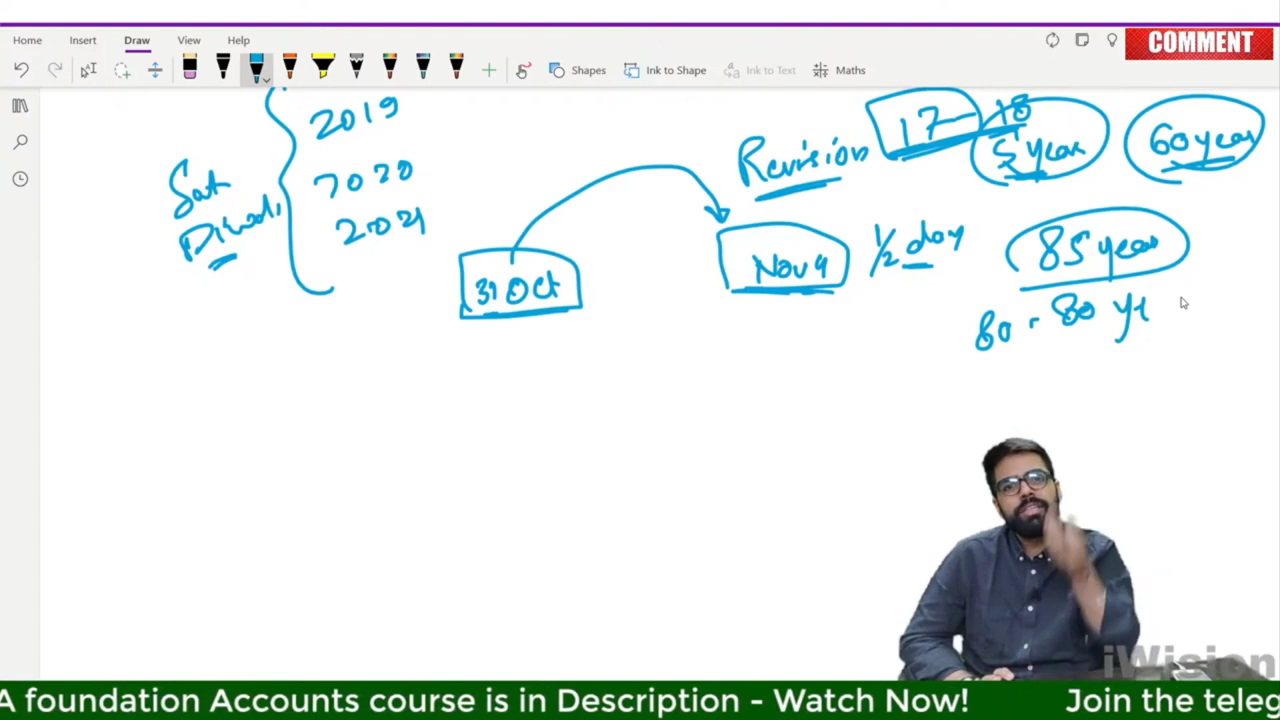 Home Insert Draw View Help
COMMENT
Shapes Ink to Shape Ink to Text Maths
2019
17-18
5 year
60 year
Revision
Sat
Diwali
2020
2021
31 Oct
Nov 4
1/2 day
85 year
80 - 80 yr
iWision
A foundation Accounts course is in Description - Watch Now! Join the teleg